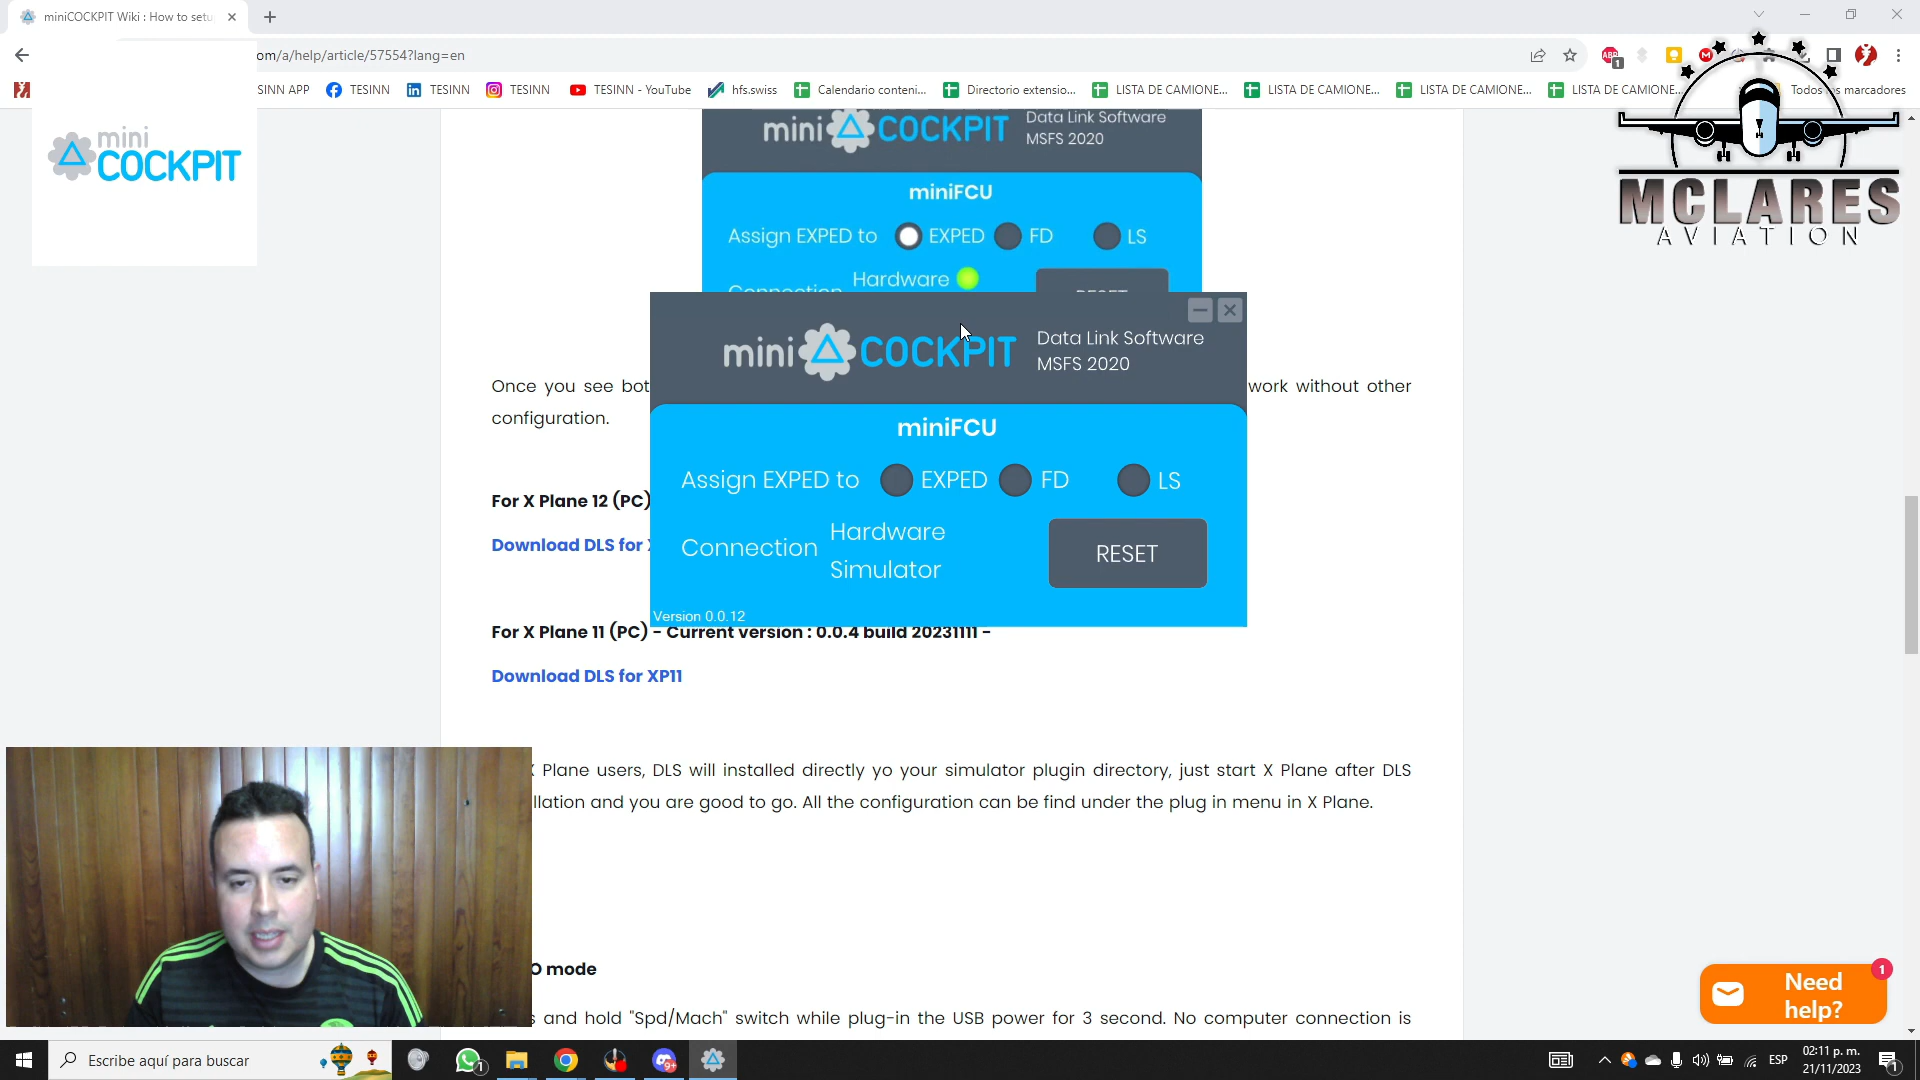 miniCOCKPIT Wiki : How to setu
om/a/help/article/57554?lang=en
1
SINN APP
TESINN
TESINN
TESINN
TESINN - YouTube
hfs.swiss
Calendario conteni...
Directorio extensio...
LISTA DE CAMIONE...
LISTA DE CAMIONE...
LISTA DE CAMIONE...
LISTA DE CAMIONE...
marcadores
MCLARES
AVIATION
mini
COCKPIT
mini COCKPIT
Data Link Software
MSFS 2020
miniFCU
Assign EXPED to EXPED FD LS
Hardware
mini COCKPIT
Data Link Software
MSFS 2020
miniFCU
Assign EXPED to EXPED FD LS
Connection
Hardware
Simulator
RESET
Version 0.0.12
Once you see bot
work without other
configuration.
For X Plane 12 (PC)
Download DLS for
For X Plane 11 (PC) - Current version : 0.0.4 build 20231111 -
Download DLS for XP11
X Plane users, DLS will installed directly yo your simulator plugin directory, just start X Plane after DLS
llation and you are good to go. All the configuration can be find under the plug in menu in X Plane.
O mode
s and hold "Spd/Mach" switch while plug-in the USB power for 3 second. No computer connection is
Need
help?
1
Escribe aquí para buscar
1
9+
ESP
02:11 p. m.
21/11/2023
1